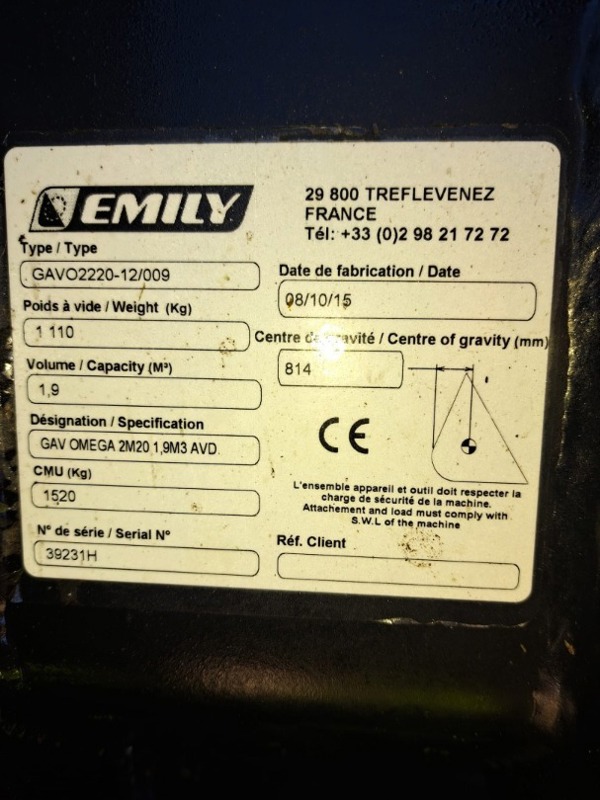 EMILY
29 800 TREFLEVENEZ
FRANCE
Tél: +33 (0)2 98 21 72 72
Type / Type
GAVO2220-12/009
Date de fabrication / Date
08/10/15
Poids à vide / Weight (Kg)
1 110
Centre de gravité / Centre of gravity (mm)
814
Volume / Capacity (M³)
1,9
Désignation / Specification
GAV OMEGA 2M20 1,9M3 AVD
CE
CMU (Kg)
1520
L'ensemble appareil et outil doit respecter la
charge de sécurité de la machine.
Attachement and load must comply with
S.W.L of the machine
N° de série / Serial N°
39231H
Réf. Client